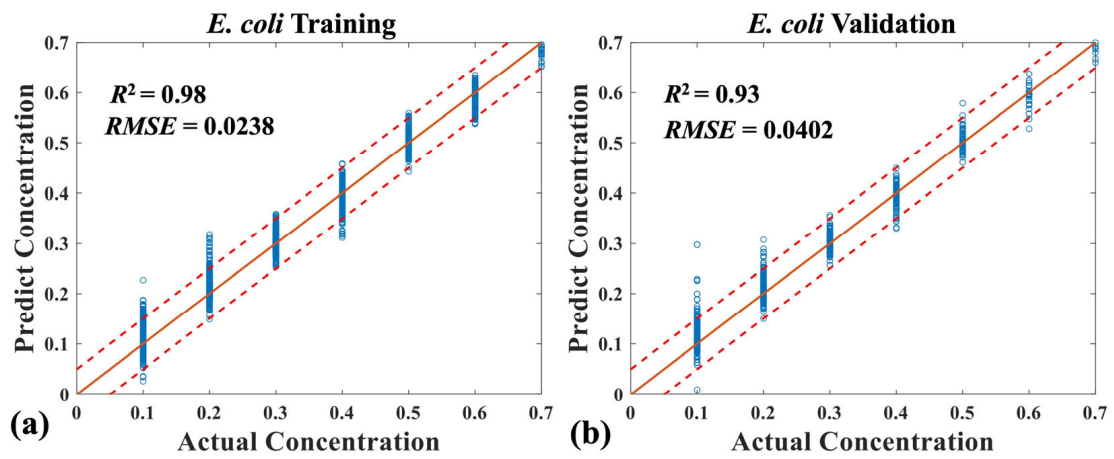 E. coli Training
R² = 0.98
RMSE = 0.0238
Predict Concentration
0.7
0.6
0.5
0.4
0.3
0.2
0.1
0
0 0.1 0.2 0.3 0.4 0.5 0.6 0.7
Actual Concentration
(a)
E. coli Validation
R² = 0.93
RMSE = 0.0402
Predict Concentration
0.7
0.6
0.5
0.4
0.3
0.2
0.1
0
0 0.1 0.2 0.3 0.4 0.5 0.6 0.7
Actual Concentration
(b)